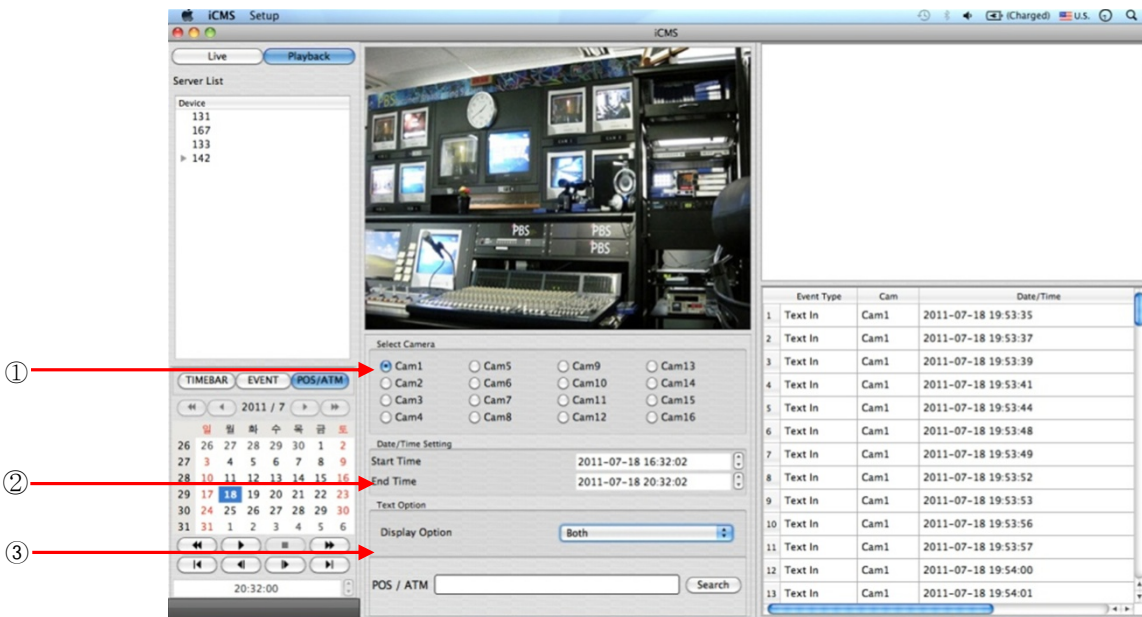 iCMS Setup (Charged) U.S.
iCMS
Live Playback
Server List
Device
131
167
133
142
PBS
PBS
PBS
PBS
Select Camera
Cam1 Cam5 Cam9 Cam13
Cam2 Cam6 Cam10 Cam14
Cam3 Cam7 Cam11 Cam15
Cam4 Cam8 Cam12 Cam16
①
TIMEBAR EVENT POS/ATM
2011 / 7
일 월 화 수 목 금 토
26 26 27 28 29 30 1 2
27 3 4 5 6 7 8 9
28 10 11 12 13 14 15 16
29 17 18 19 20 21 22 23
30 24 25 26 27 28 29 30
31 31 1 2 3 4 5 6
20:32:00
Date/Time Setting
Start Time 2011-07-18 16:32:02
②
End Time 2011-07-18 20:32:02
Text Option
Display Option Both
③
POS / ATM Search
Event Type Cam Date/Time
1 Text In Cam1 2011-07-18 19:53:35
2 Text In Cam1 2011-07-18 19:53:37
3 Text In Cam1 2011-07-18 19:53:39
4 Text In Cam1 2011-07-18 19:53:41
5 Text In Cam1 2011-07-18 19:53:44
6 Text In Cam1 2011-07-18 19:53:48
7 Text In Cam1 2011-07-18 19:53:49
8 Text In Cam1 2011-07-18 19:53:52
9 Text In Cam1 2011-07-18 19:53:53
10 Text In Cam1 2011-07-18 19:53:56
11 Text In Cam1 2011-07-18 19:53:57
12 Text In Cam1 2011-07-18 19:54:00
13 Text In Cam1 2011-07-18 19:54:01